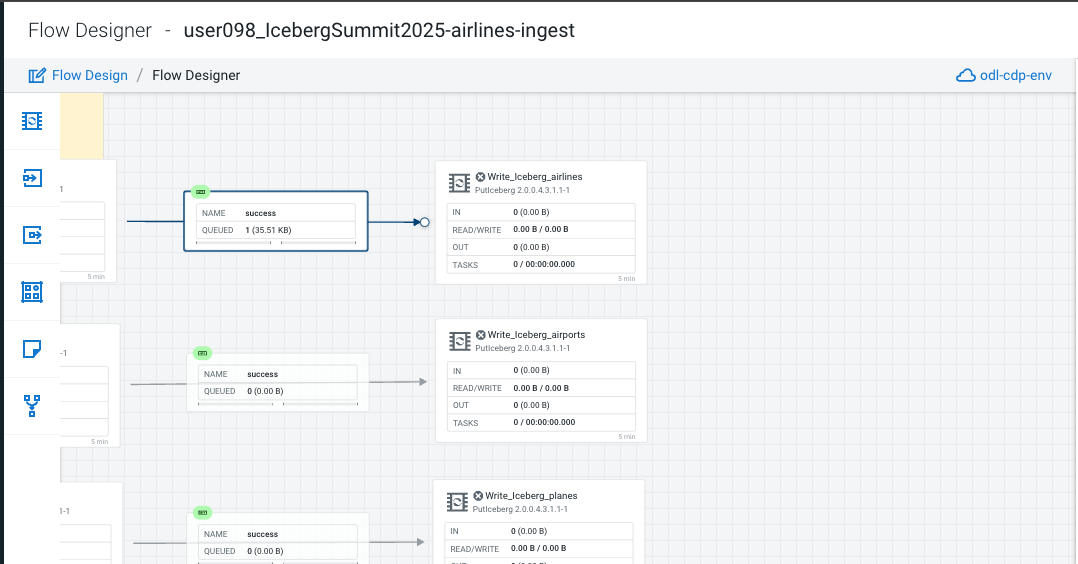 Flow Designer - user098_IcebergSummit2025-airlines-ingest
Flow Design / Flow Designer
odl-cdp-env
1
5 min
NAME success
QUEUED 1 (35.51 KB)
Write_Iceberg_airlines
PutIceberg 2.0.0.4.3.1.1-1
IN 0 (0.00 B)
READ/WRITE 0.00 B / 0.00 B
OUT 0 (0.00 B)
TASKS 0 / 00:00:00.000
5 min
-1
5 min
NAME success
QUEUED 0 (0.00 B)
Write_Iceberg_airports
PutIceberg 2.0.0.4.3.1.1-1
IN 0 (0.00 B)
READ/WRITE 0.00 B / 0.00 B
OUT 0 (0.00 B)
TASKS 0 / 00:00:00.000
5 min
1-1
NAME success
QUEUED 0 (0.00 B)
Write_Iceberg_planes
PutIceberg 2.0.0.4.3.1.1-1
IN 0 (0.00 B)
READ/WRITE 0.00 B / 0.00 B